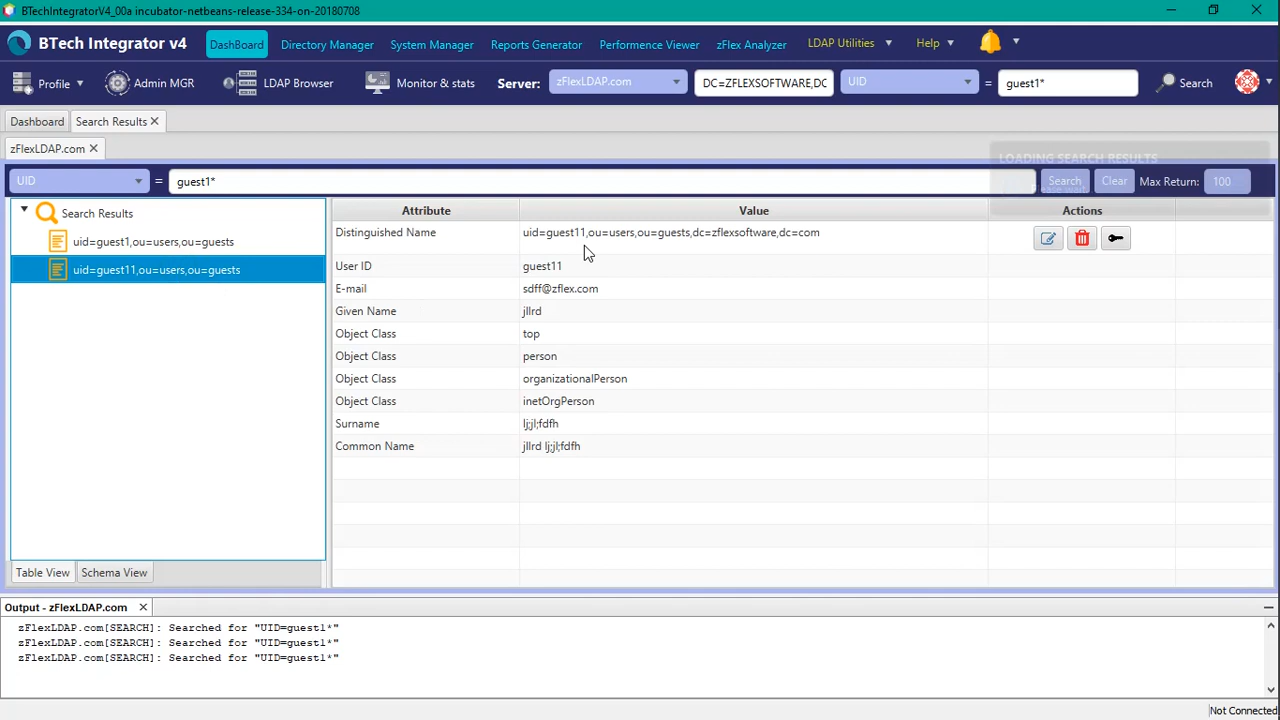 BTechIntegratorV4_00a incubator-netbeans-release-334-on-20180708
BTech Integrator v4
DashBoard
Directory Manager
System Manager
Reports Generator
Performence Viewer
zFlex Analyzer
LDAP Utilities
Help
Profile
Admin MGR
LDAP Browser
Monitor & stats
Server:
zFlexLDAP.com
DC=ZFLEXSOFTWARE,DC
UID
=
guest1*
Search
Dashboard
Search Results
zFlexLDAP.com
LOADING SEARCH RESULTS
UID
=
guest1*
Search
Clear
Max Return:
100
Search Results
uid=guest1,ou=users,ou=guests
uid=guest11,ou=users,ou=guests
Table View
Schema View
Attribute Value Actions
Distinguished Name uid=guest11,ou=users,ou=guests,dc=zflexsoftware,dc=com
User ID guest11
E-mail sdff@zflex.com
Given Name jllrd
Object Class top
Object Class person
Object Class organizationalPerson
Object Class inetOrgPerson
Surname lj;jl;fdfh
Common Name jllrd lj;jl;fdfh
Output - zFlexLDAP.com
zFlexLDAP.com[SEARCH]: Searched for "UID=guest1*"
zFlexLDAP.com[SEARCH]: Searched for "UID=guest1*"
zFlexLDAP.com[SEARCH]: Searched for "UID=guest1*"
Not Connected